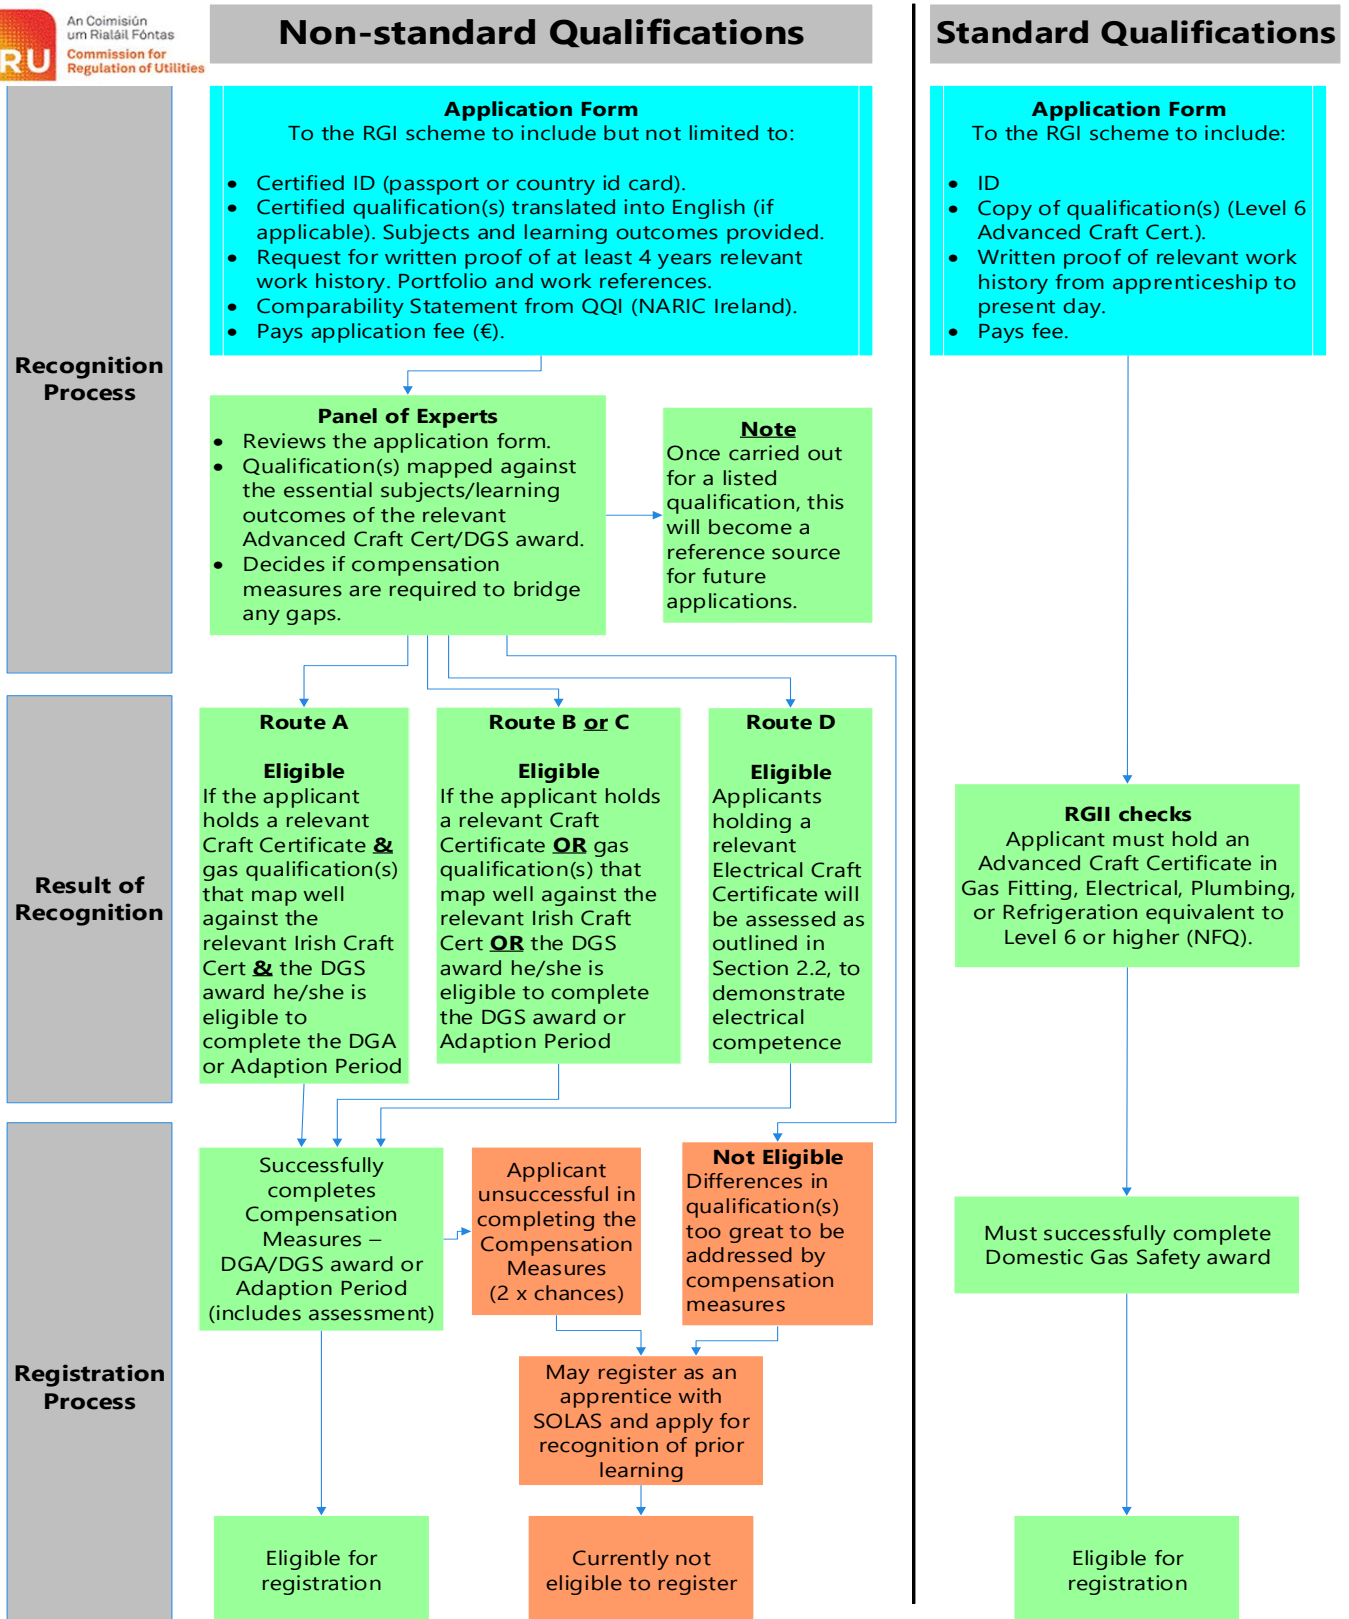 RU
An Coimisiún
um Rialáil Fóntas
Commission for
Regulation of Utilities
Non-standard Qualifications
Standard Qualifications
Recognition
Process
Application Form
To the RGI scheme to include but not limited to:
• Certified ID (passport or country id card).
• Certified qualification(s) translated into English (if
applicable). Subjects and learning outcomes provided.
• Request for written proof of at least 4 years relevant
work history. Portfolio and work references.
• Comparability Statement from QQI (NARIC Ireland).
• Pays application fee (€).
Application Form
To the RGI scheme to include:
• ID
• Copy of qualification(s) (Level 6
Advanced Craft Cert.).
• Written proof of relevant work
history from apprenticeship to
present day.
• Pays fee.
Panel of Experts
• Reviews the application form.
• Qualification(s) mapped against
the essential subjects/learning
outcomes of the relevant
Advanced Craft Cert/DGS award.
• Decides if compensation
measures are required to bridge
any gaps.
Note
Once carried out
for a listed
qualification, this
will become a
reference source
for future
applications.
Result of
Recognition
Route A
Eligible
If the applicant
holds a relevant
Craft Certificate &
gas qualification(s)
that map well
against the
relevant Irish Craft
Cert & the DGS
award he/she is
eligible to
complete the DGA
or Adaption Period
Route B or C
Eligible
If the applicant holds
a relevant Craft
Certificate OR gas
qualification(s) that
map well against the
relevant Irish Craft
Cert OR the DGS
award he/she is
eligible to complete
the DGS award or
Adaption Period
Route D
Eligible
Applicants
holding a
relevant
Electrical Craft
Certificate will
be assessed as
outlined in
Section 2.2, to
demonstrate
electrical
competence
RGII checks
Applicant must hold an
Advanced Craft Certificate in
Gas Fitting, Electrical, Plumbing,
or Refrigeration equivalent to
Level 6 or higher (NFQ).
Registration
Process
Successfully
completes
Compensation
Measures –
DGA/DGS award or
Adaption Period
(includes assessment)
Applicant
unsuccessful in
completing the
Compensation
Measures
(2 x chances)
Not Eligible
Differences in
qualification(s)
too great to be
addressed by
compensation
measures
Must successfully complete
Domestic Gas Safety award
May register as an
apprentice with
SOLAS and apply for
recognition of prior
learning
Eligible for
registration
Currently not
eligible to register
Eligible for
registration